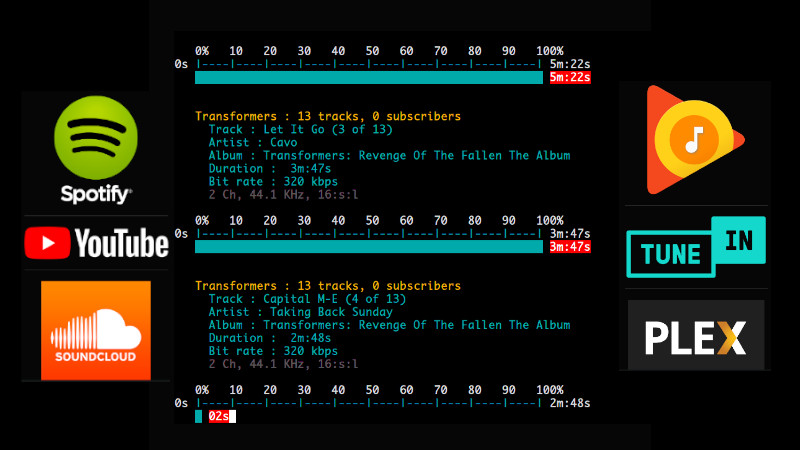 0%   10   20   30   40   50   60   70   80   90   100%
0s |----|----|----|----|----|----|----|----|----|----| 5m:22s
5m:22s
Transformers : 13 tracks, 0 subscribers
Track : Let It Go (3 of 13)
Artist : Cavo
Album : Transformers: Revenge Of The Fallen The Album
Duration :  3m:47s
Bit rate : 320 kbps
2 Ch, 44.1 KHz, 16:s:l
0%   10   20   30   40   50   60   70   80   90   100%
0s |----|----|----|----|----|----|----|----|----|----| 3m:47s
3m:47s
Transformers : 13 tracks, 0 subscribers
Track : Capital M-E (4 of 13)
Artist : Taking Back Sunday
Album : Transformers: Revenge Of The Fallen The Album
Duration :  2m:48s
Bit rate : 320 kbps
2 Ch, 44.1 KHz, 16:s:l
0%   10   20   30   40   50   60   70   80   90   100%
0s |----|----|----|----|----|----|----|----|----|----| 2m:48s
02s
Spotify®
YouTube
SOUNDCLOUD
TUNE IN
PLEX